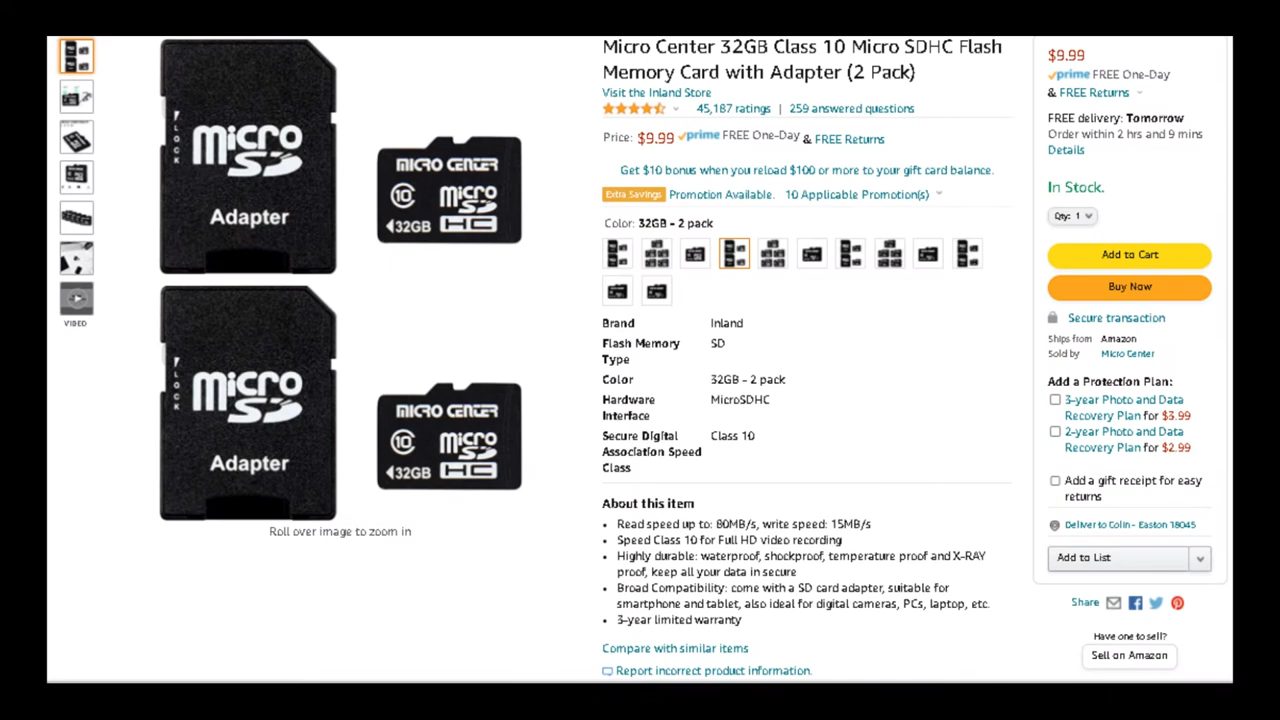 Micro Center 32GB Class 10 Micro SDHC Flash
Memory Card with Adapter (2 Pack)
Visit the Inland Store
45,187 ratings | 259 answered questions
Price: $9.99 prime FREE One-Day & FREE Returns
Get $10 bonus when you reload $100 or more to your gift card balance.
Extra Savings Promotion Available. 10 Applicable Promotion(s)
Color: 32GB - 2 pack
Brand Inland
Flash Memory SD
Type
Color 32GB - 2 pack
Hardware MicroSDHC
Interface
Secure Digital Class 10
Association Speed
Class
About this item
• Read speed up to: 80MB/s, write speed: 15MB/s
• Speed Class 10 for Full HD video recording
• Highly durable: waterproof, shockproof, temperature proof and X-RAY
proof, keep all your data in secure
• Broad Compatibility: come with a SD card adapter, suitable for
smartphone and tablet, also ideal for digital cameras, PCs, laptop, etc.
• 3-year limited warranty
Compare with similar items
Report incorrect product information.
LOCK
Micro
SD
Adapter
MICRO CENTER
10 Micro
SD
32GB HC
LOCK
Micro
SD
Adapter
MICRO CENTER
10 Micro
SD
32GB HC
Roll over image to zoom in
VIDEO
$9.99
prime FREE One-Day
& FREE Returns
FREE delivery: Tomorrow
Order within 2 hrs and 9 mins
Details
In Stock.
Qty: 1
Add to Cart
Buy Now
Secure transaction
Ships from Amazon
Sold by Micro Center
Add a Protection Plan:
3-year Photo and Data
Recovery Plan for $3.99
2-year Photo and Data
Recovery Plan for $2.99
Add a gift receipt for easy
returns
Deliver to Colin - Easton 18045
Add to List
Share
Have one to sell?
Sell on Amazon